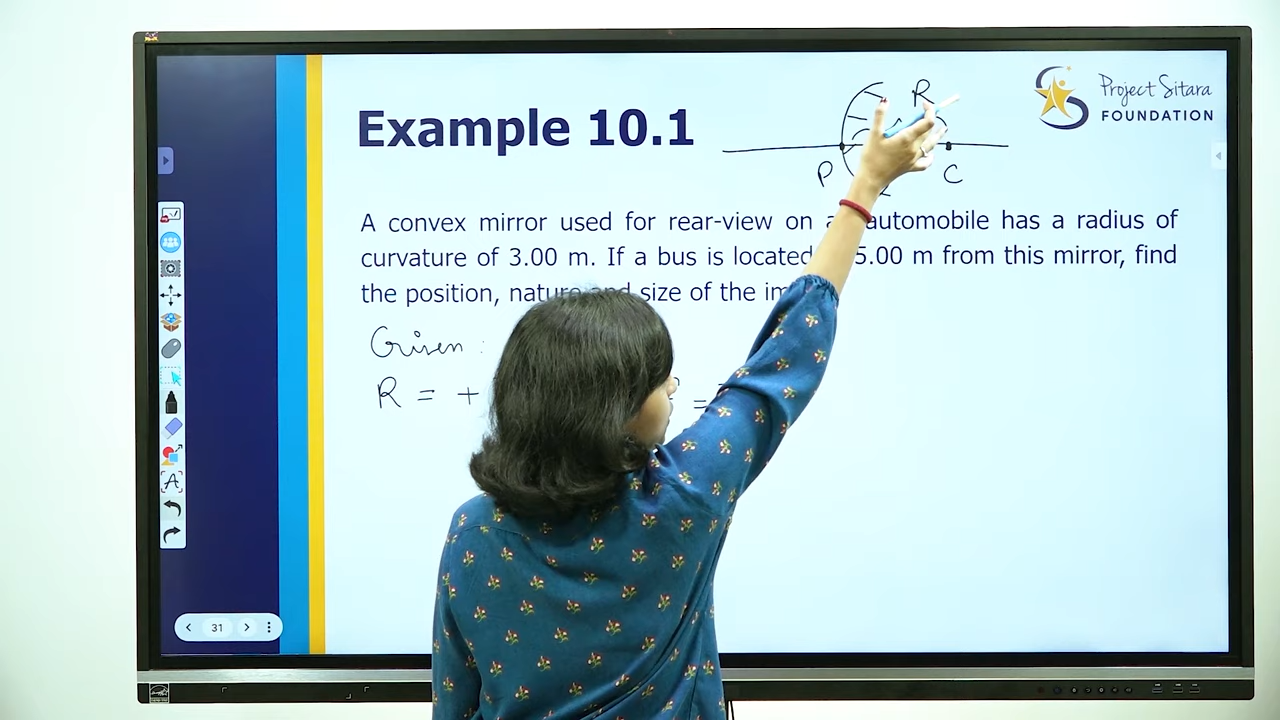 Example 10.1
R
P
C
Project Sitara
FOUNDATION
A convex mirror used for rear-view on automobile has a radius of
curvature of 3.00 m. If a bus is located 5.00 m from this mirror, find
the position, nature and size of the
Given :
R = + =
A
31